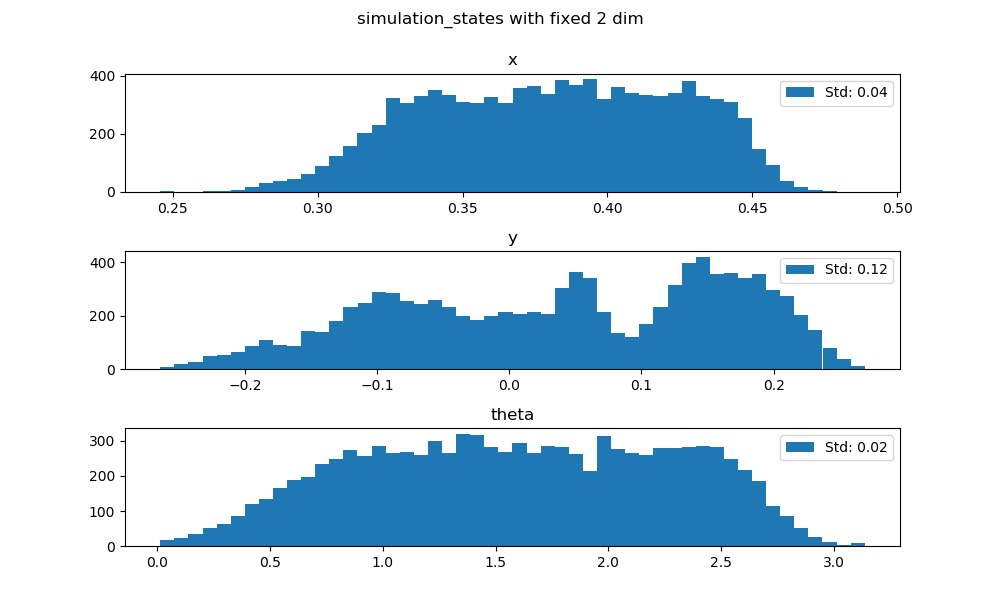 simulation_states with fixed 2 dim
x
400
200
0
Std: 0.04
0.25 0.30 0.35 0.40 0.45 0.50
y
400
200
0
Std: 0.12
−0.2 −0.1 0.0 0.1 0.2
theta
300
200
100
0
Std: 0.02
0.0 0.5 1.0 1.5 2.0 2.5 3.0